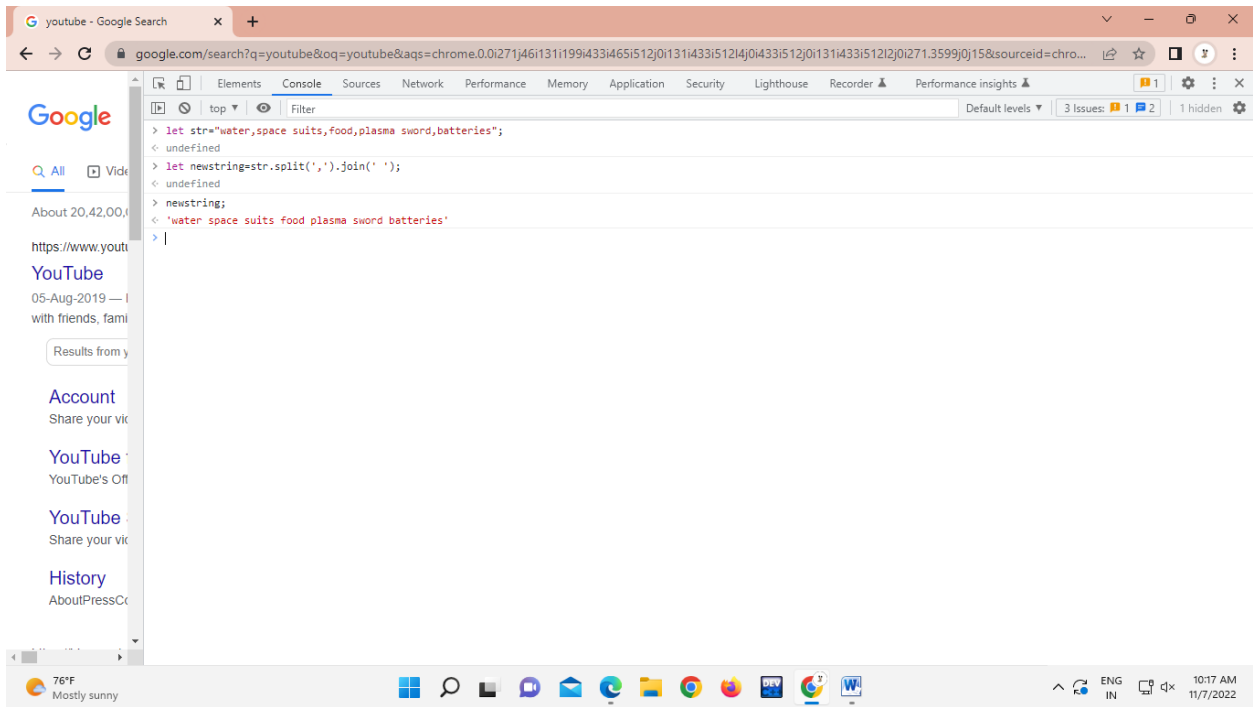 youtube - Google Search
google.com/search?q=youtube&oq=youtube&aqs=chrome.0.0i271j46i131i199i433i465i512j0i131i433i512l4j0i433i512j0i131i433i512l2j0i271.3599j0j15&sourceid=chro...
Elements Console Sources Network Performance Memory Application Security Lighthouse Recorder Performance insights 1
top Filter Default levels 3 Issues: 1 2 1 hidden
Google
All Vide
About 20,42,00,
https://www.youtu
YouTube
05-Aug-2019 —
with friends, fami
Results from y
Account
Share your vic
YouTube
YouTube's Off
YouTube
Share your vic
History
AboutPressCo
> let str="water,space suits,food,plasma sword,batteries";
undefined
> let newstring=str.split(',').join(' ');
undefined
> newstring;
'water space suits food plasma sword batteries'
>
76°F
Mostly sunny
DEV
W
ENG
IN
10:17 AM
11/7/2022